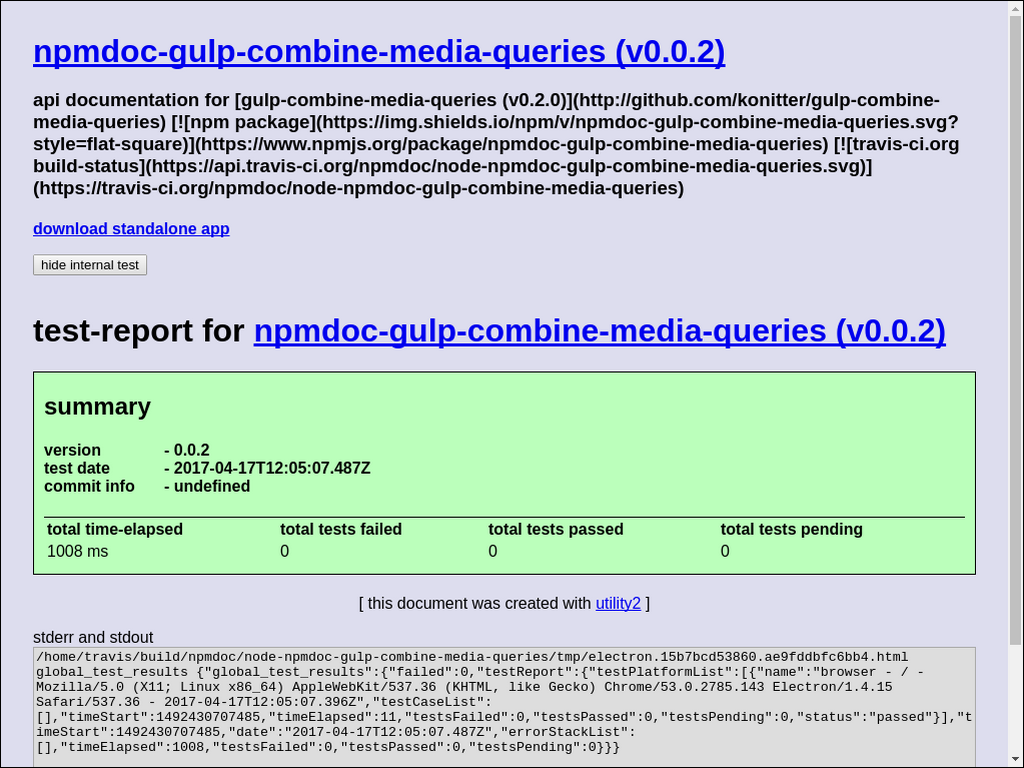 npmdoc-gulp-combine-media-queries (v0.0.2)
api documentation for [gulp-combine-media-queries (v0.2.0)](http://github.com/konitter/gulp-combine-
media-queries) [![npm package](https://img.shields.io/npm/v/npmdoc-gulp-combine-media-queries.svg?
style=flat-square)](https://www.npmjs.org/package/npmdoc-gulp-combine-media-queries) [![travis-ci.org
build-status](https://api.travis-ci.org/npmdoc/node-npmdoc-gulp-combine-media-queries.svg)]
(https://travis-ci.org/npmdoc/node-npmdoc-gulp-combine-media-queries)
download standalone app
hide internal test
test-report for npmdoc-gulp-combine-media-queries (v0.0.2)
summary
version - 0.0.2
test date - 2017-04-17T12:05:07.487Z
commit info - undefined
total time-elapsed total tests failed total tests passed total tests pending
1008 ms 0 0 0
[ this document was created with utility2 ]
stderr and stdout
/home/travis/build/npmdoc/node-npmdoc-gulp-combine-media-queries/tmp/electron.15b7bcd53860.ae9fddbfc6bb4.html
global_test_results {"global_test_results":{"failed":0,"testReport":{"testPlatformList":[{"name":"browser - / -
Mozilla/5.0 (X11; Linux x86_64) AppleWebKit/537.36 (KHTML, like Gecko) Chrome/53.0.2785.143 Electron/1.4.15
Safari/537.36 - 2017-04-17T12:05:07.396Z","testCaseList":
[],"timeStart":1492430707485,"timeElapsed":11,"testsFailed":0,"testsPassed":0,"testsPending":0,"status":"passed"}],"t
imeStart":1492430707485,"date":"2017-04-17T12:05:07.487Z","errorStackList":
[],"timeElapsed":1008,"testsFailed":0,"testsPassed":0,"testsPending":0}}}